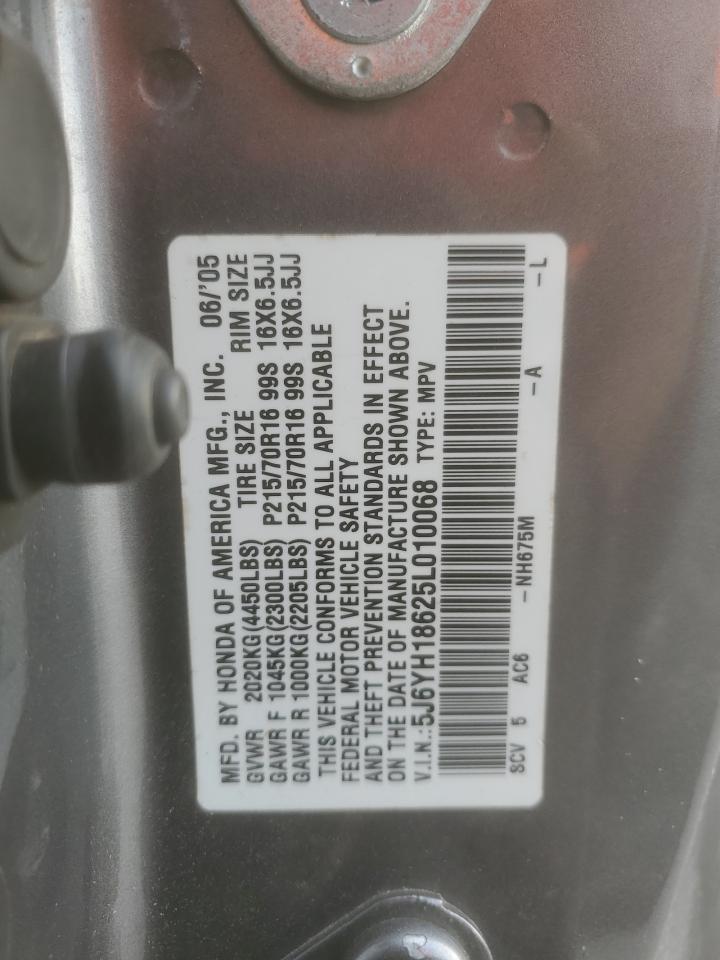 MFD. BY HONDA OF AMERICA MFG., INC. 06/'05
GVWR 2020KG(4450LBS) TIRE SIZE RIM SIZE
GAWR F 1045KG(2300LBS) P215/70R16 99S 16X6.5JJ
GAWR R 1000KG(2205LBS) P215/70R16 99S 16X6.5JJ
THIS VEHICLE CONFORMS TO ALL APPLICABLE
FEDERAL MOTOR VEHICLE SAFETY
AND THEFT PREVENTION STANDARDS IN EFFECT
ON THE DATE OF MANUFACTURE SHOWN ABOVE.
V.I.N.:5J6YH18625L010068 TYPE: MPV
SCV 5 AC6 -NH675M -A -L